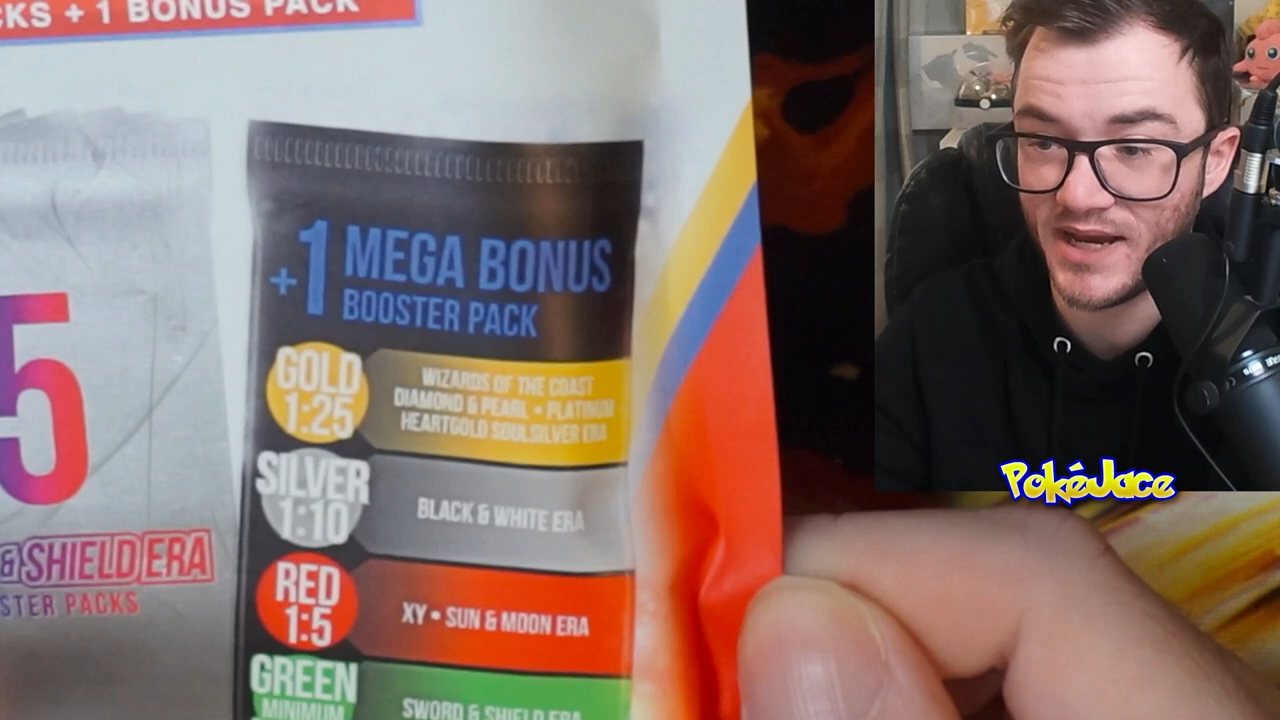 CKS + 1 BONUS PACK
5
& SHIELD ERA
STER PACKS
+1 MEGA BONUS
BOOSTER PACK
GOLD
1:25
WIZARDS OF THE COAST
DIAMOND & PEARL • PLATINUM
HEARTGOLD SOULSILVER ERA
SILVER
1:10
BLACK & WHITE ERA
RED
1:5
XY • SUN & MOON ERA
GREEN
MINIMUM
SWORD & SHIELD ERA
PokéJace